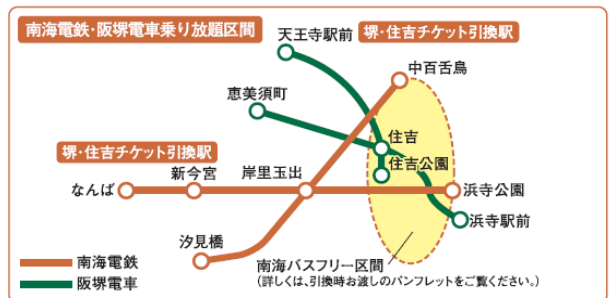 南海電鉄・阪堺電車乗り放題区間
天王寺駅前
堺・住吉チケット引換駅
中百舌鳥
恵美須町
住吉
住吉公園
堺・住吉チケット引換駅
新今宮
岸里玉出
なんば
浜寺公園
浜寺駅前
汐見橋
南海バスフリー区間
(詳しくは、引換時お渡しのパンフレットをご覧ください。)
南海電鉄
阪堺電車